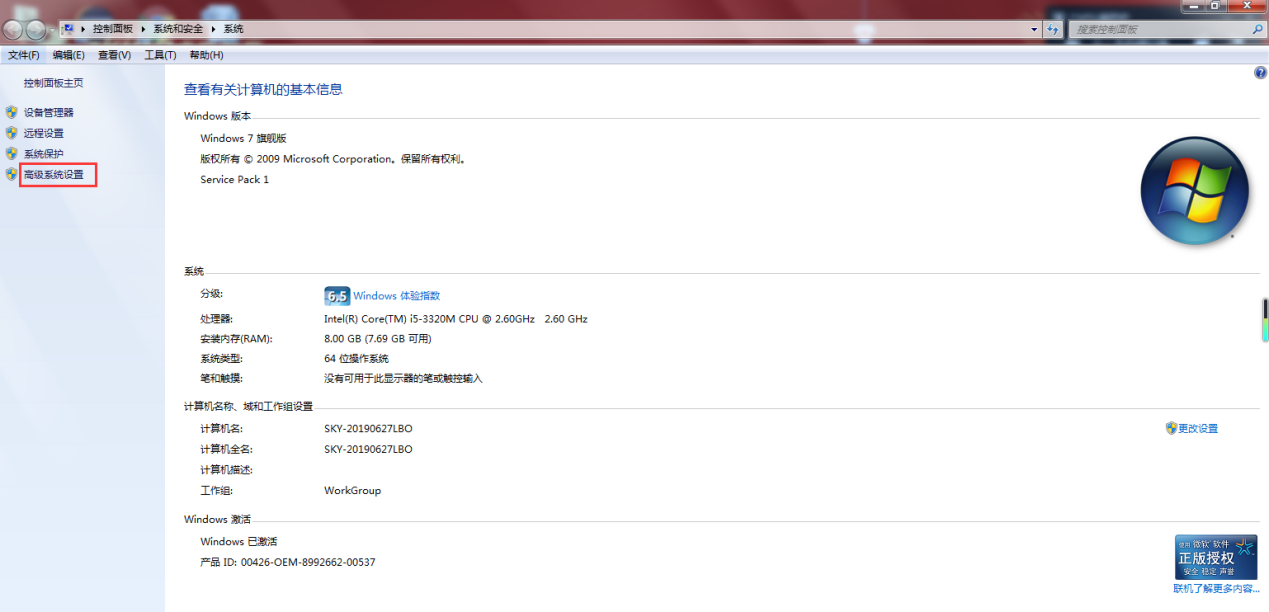 控制面板 系统和安全 系统
搜索控制面板
文件(F) 编辑(E) 查看(V) 工具(T) 帮助(H)
控制面板主页
设备管理器
远程设置
系统保护
高级系统设置
查看有关计算机的基本信息
Windows 版本
Windows 7 旗舰版
版权所有 © 2009 Microsoft Corporation。保留所有权利。
Service Pack 1
系统
分级: 6.5 Windows 体验指数
处理器: Intel(R) Core(TM) i5-3320M CPU @ 2.60GHz 2.60 GHz
安装内存(RAM): 8.00 GB (7.69 GB 可用)
系统类型: 64 位操作系统
笔和触摸: 没有可用于此显示器的笔或触控输入
计算机名称、域和工作组设置
计算机名: SKY-20190627LBO
更改设置
计算机全名: SKY-20190627LBO
计算机描述:
工作组: WorkGroup
Windows 激活
Windows 已激活
产品 ID: 00426-OEM-8992662-00537
使用 微软 软件
正版授权
安全 稳定 声誉
联机了解更多内容...